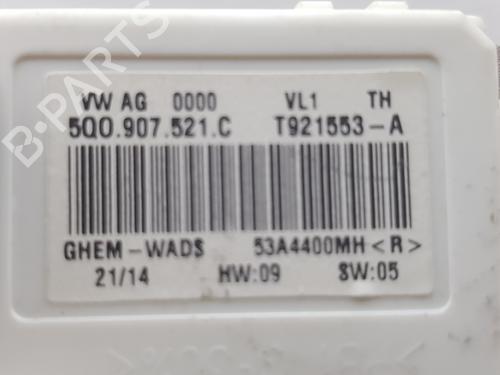 VW AG 0000 VL1 TH
5Q0.907.521.C T921553-A
GHEM-WADS 53A4400MH<R>
21/14 HW:09 SW:05
B-PARTS